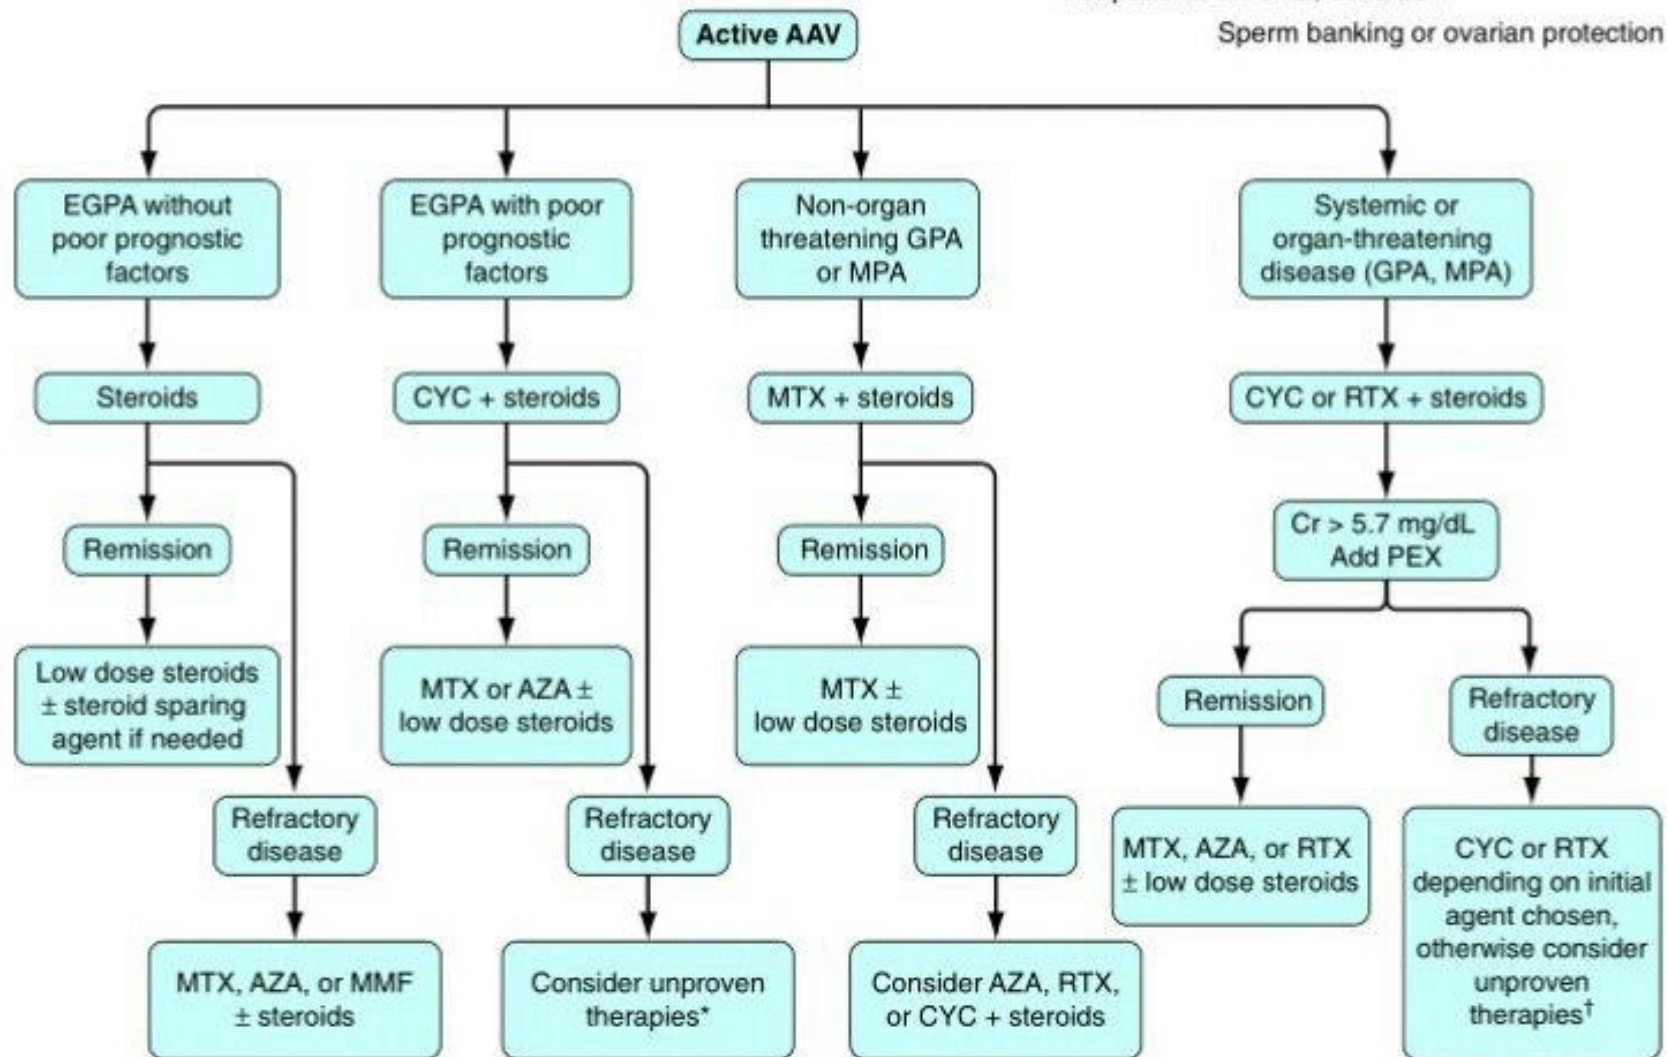 Sperm banking or ovarian protection
Active AAV
EGPA without
poor prognostic
factors
EGPA with poor
prognostic
factors
Non-organ
threatening GPA
or MPA
Systemic or
organ-threatening
disease (GPA, MPA)
Steroids
CYC + steroids
MTX + steroids
CYC or RTX + steroids
Remission
Remission
Remission
Cr > 5.7 mg/dL
Add PEX
Low dose steroids
± steroid sparing
agent if needed
MTX or AZA ±
low dose steroids
MTX ±
low dose steroids
Remission
Refractory
disease
Refractory
disease
Refractory
disease
Refractory
disease
MTX, AZA, or RTX
± low dose steroids
CYC or RTX
depending on initial
agent chosen,
otherwise consider
unproven
therapies†
MTX, AZA, or MMF
± steroids
Consider unproven
therapies*
Consider AZA, RTX,
or CYC + steroids